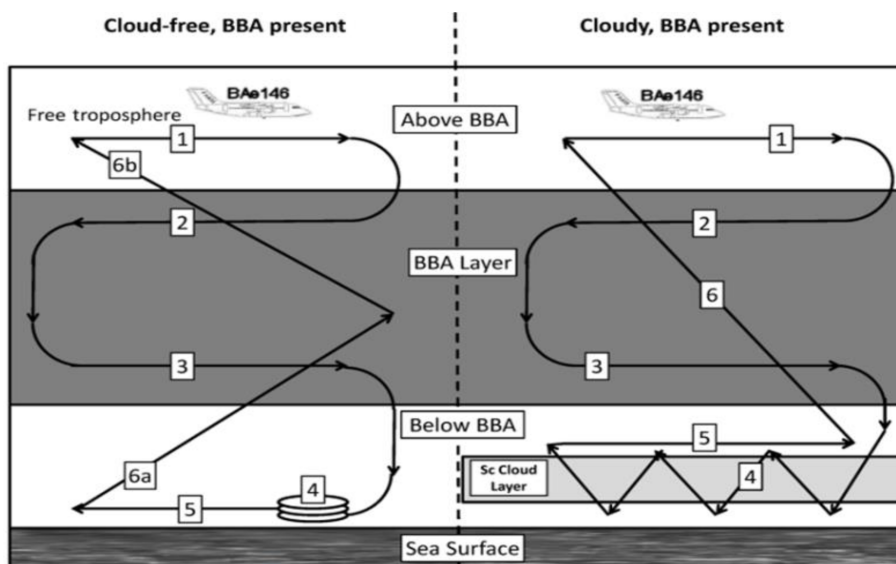 Cloud-free, BBA present
Cloudy, BBA present
BAe146
BAe146
Free troposphere
Above BBA
1
1
6b
2
2
BBA Layer
6
3
3
Below BBA
5
6a
4
Sc Cloud
Layer
4
5
Sea Surface